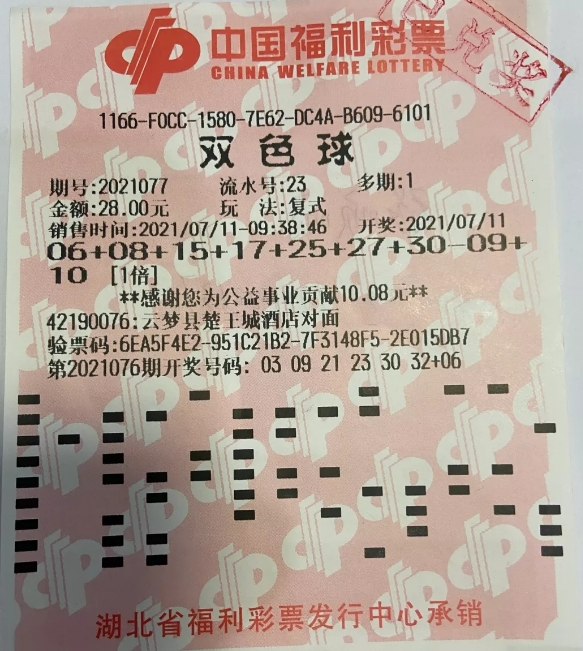 中国福利彩票
CHINA WELFARE LOTTERY
已兑奖
1166-F0CC-1580-7E62-DC4A-B609-6101
双色球
期号:2021077 流水号:23 多期:1
金额:28.00元 玩 法:复式
销售时间:2021/07/11-09:38:46 开奖:2021/07/11
06+08+15+17+25+27+30-09+
10 [1倍]
**感谢您为公益事业贡献10.08元**
42190076:云梦县楚王城酒店对面
验票码:6EA5F4E2-951C21B2-7F3148F5-2E015DB7
第2021076期开奖号码: 03 09 21 23 30 32+06
湖北省福利彩票发行中心承销